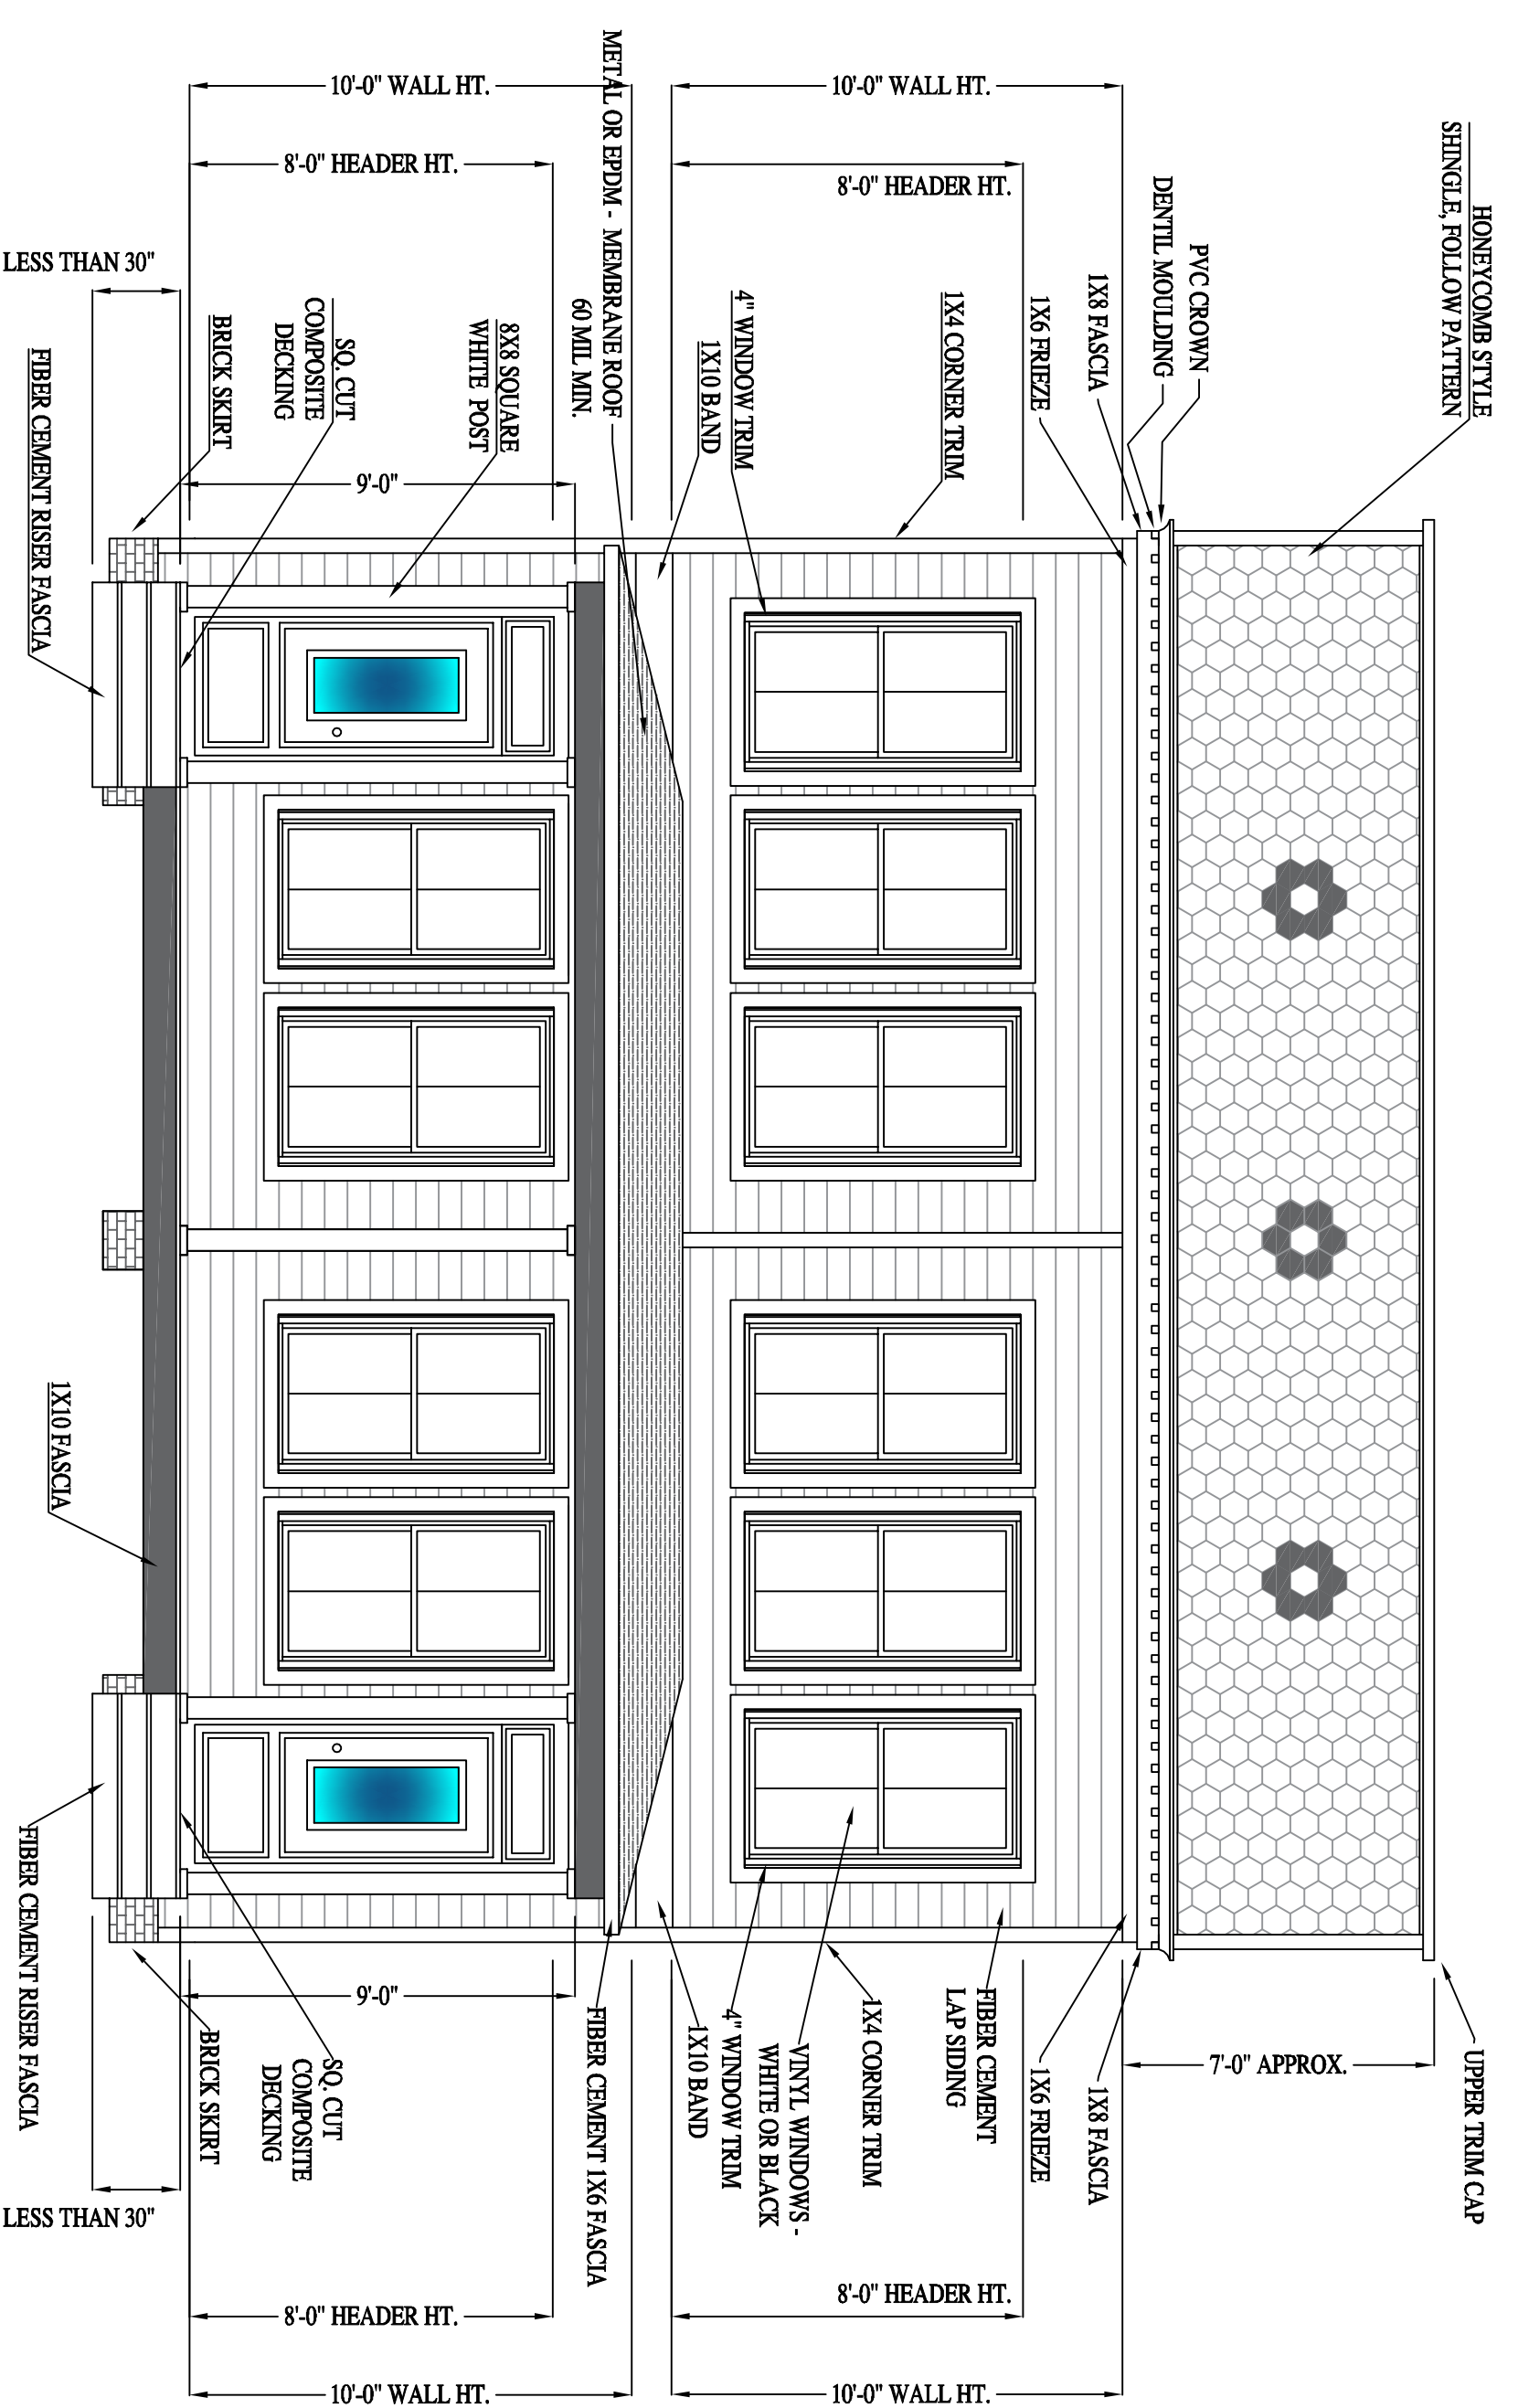 HONEYCOMB STYLE
SHINGLE, FOLLOW PATTERN
PVC CROWN
DENTIL MOULDING
1X8 FASCIA
1X6 FRIEZE
1X4 CORNER TRIM
4" WINDOW TRIM
1X10 BAND
METAL OR EPDM - MEMBRANE ROOF
60 MIL MIN.
8X8 SQUARE
WHITE POST
SQ. CUT
COMPOSITE
DECKING
BRICK SKIRT
FIBER CEMENT RISER FASCIA
10'-0" WALL HT.
8'-0" HEADER HT.
10'-0" WALL HT.
8'-0" HEADER HT.
9'-0"
LESS THAN 30"
1X10 FASCIA
UPPER TRIM CAP
7'-0" APPROX.
1X8 FASCIA
1X6 FRIEZE
FIBER CEMENT
LAP SIDING
1X4 CORNER TRIM
VINYL WINDOWS -
WHITE OR BLACK
4" WINDOW TRIM
1X10 BAND
FIBER CEMENT 1X6 FASCIA
9'-0"
SQ. CUT
COMPOSITE
DECKING
BRICK SKIRT
FIBER CEMENT RISER FASCIA
LESS THAN 30"
8'-0" HEADER HT.
10'-0" WALL HT.
8'-0" HEADER HT.
10'-0" WALL HT.